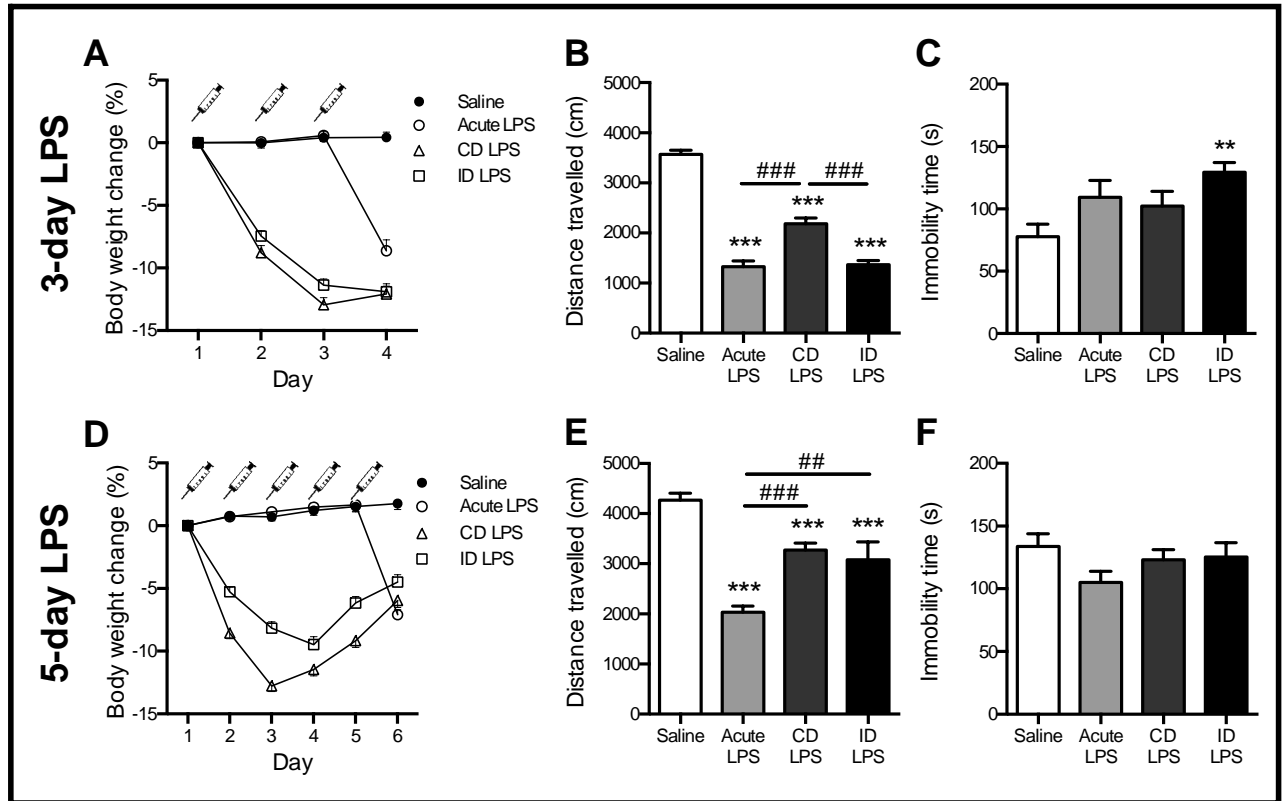 3-day LPS
A
Body weight change (%)
5
0
-5
-10
-15
1 2 3 4
Day
Saline
Acute LPS
CD LPS
ID LPS
B
Distance travelled (cm)
5000
4000
3000
2000
1000
0
### ###
***
***
***
Saline Acute LPS CD LPS ID LPS
C
Immobility time (s)
200
150
100
50
0
**
Saline Acute LPS CD LPS ID LPS
5-day LPS
D
Body weight change (%)
5
0
-5
-10
-15
1 2 3 4 5 6
Day
Saline
Acute LPS
CD LPS
ID LPS
E
Distance travelled (cm)
5000
4000
3000
2000
1000
0
##
###
*** ***
***
Saline Acute LPS CD LPS ID LPS
F
Immobility time (s)
200
150
100
50
0
Saline Acute LPS CD LPS ID LPS